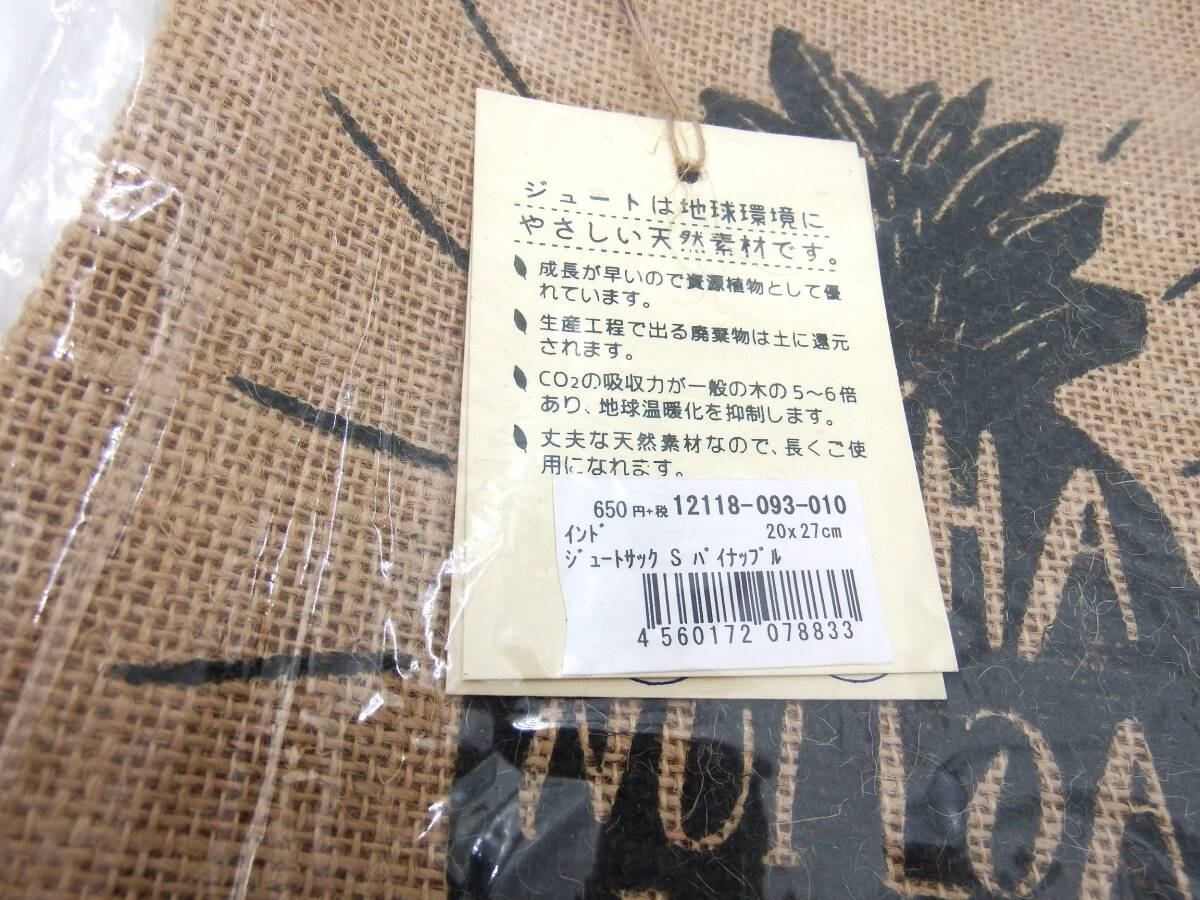 ジュートは地球環境に
やさしい天然素材です。
成長が早いので資源植物として優
れています。
生産工程で出る廃棄物は土に還元
されます。
CO₂の吸収力が一般の木の5～6倍
あり、地球温暖化を抑制します。
丈夫な天然素材なので、長くご使
用になれます。
650円+税 12118-093-010
ｲﾝﾄﾞ 20x27cm
ｼﾞｭｰﾄｻｯｸ S ﾊﾟｲﾅｯﾌﾟﾙ
4 560172 078833